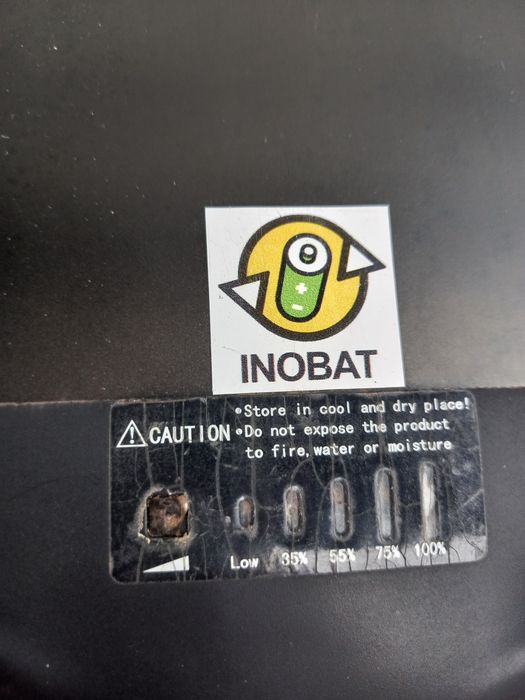 INOBAT
•Store in cool and dry place!
CAUTION •Do not expose the product
to fire, water or moisture
Low 35% 55% 75% 100%